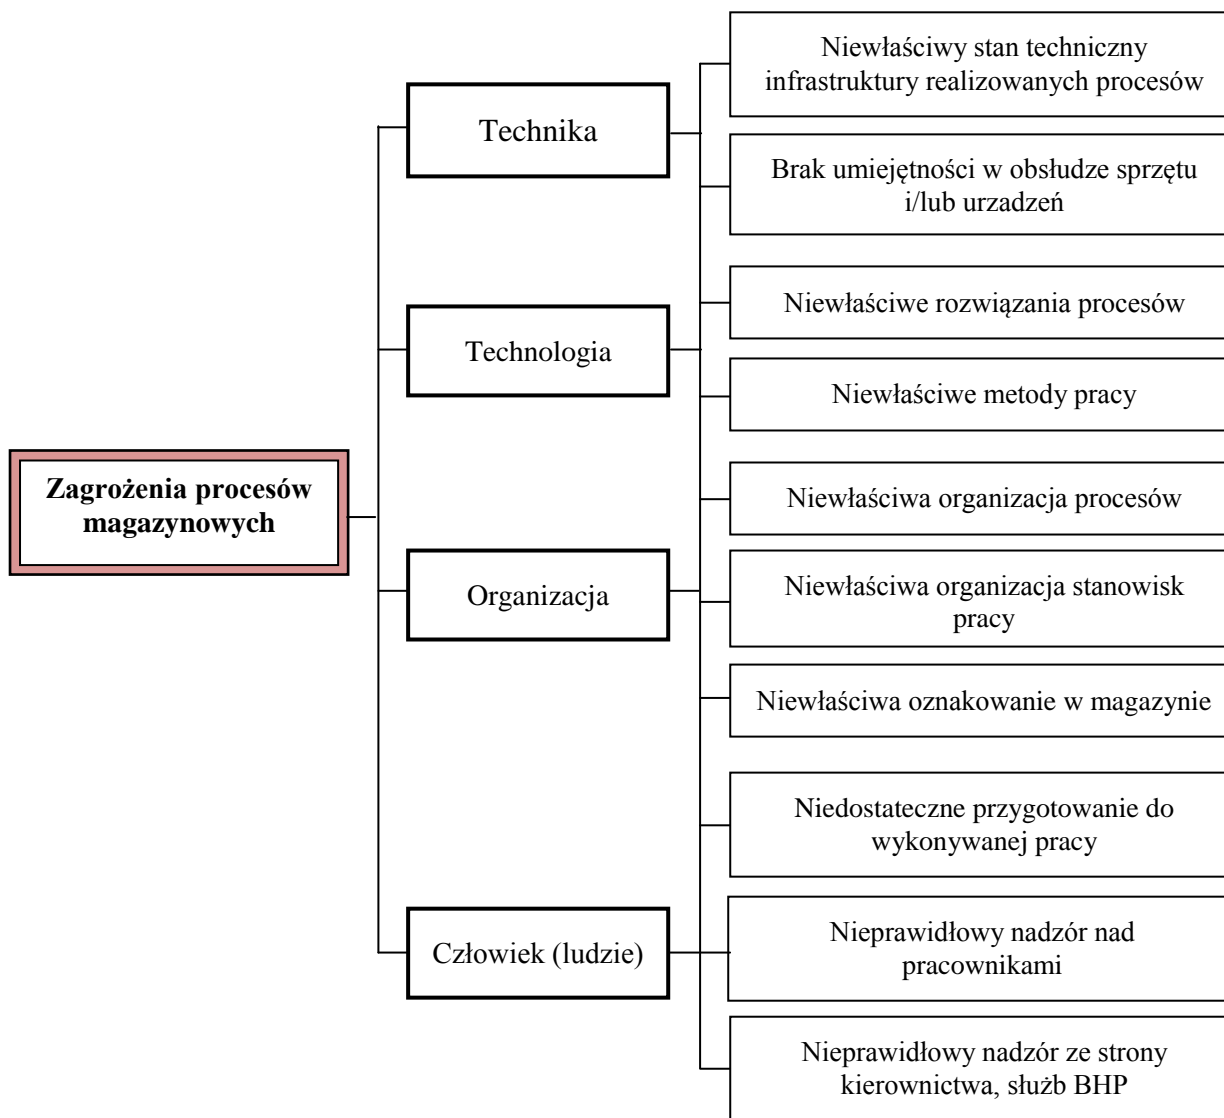 Niewłaściwy stan techniczny
infrastruktury realizowanych procesów
Technika
Brak umiejętności w obsłudze sprzętu
i/lub urzadzeń
Niewłaściwe rozwiązania procesów
Technologia
Niewłaściwe metody pracy
Zagrożenia procesów
magazynowych
Niewłaściwa organizacja procesów
Organizacja
Niewłaściwa organizacja stanowisk
pracy
Niewłaściwa oznakowanie w magazynie
Niedostateczne przygotowanie do
wykonywanej pracy
Człowiek (ludzie)
Nieprawidłowy nadzór nad
pracownikami
Nieprawidłowy nadzór ze strony
kierownictwa, służb BHP